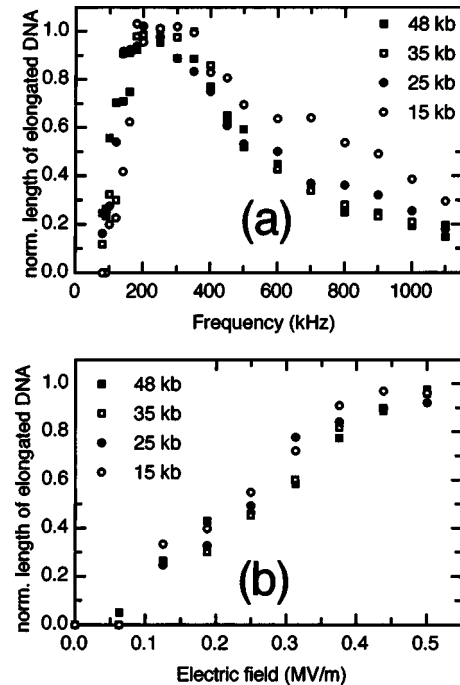 norm. length of elongated DNA
1.0
0.8
0.6
0.4
0.2
0.0
48 kb
35 kb
25 kb
15 kb
(a)
200 400 600 800 1000
Frequency (kHz)
norm. length of elongated DNA
1.0
0.8
0.6
0.4
0.2
0.0
48 kb
35 kb
25 kb
15 kb
(b)
0.0 0.1 0.2 0.3 0.4 0.5
Electric field (MV/m)